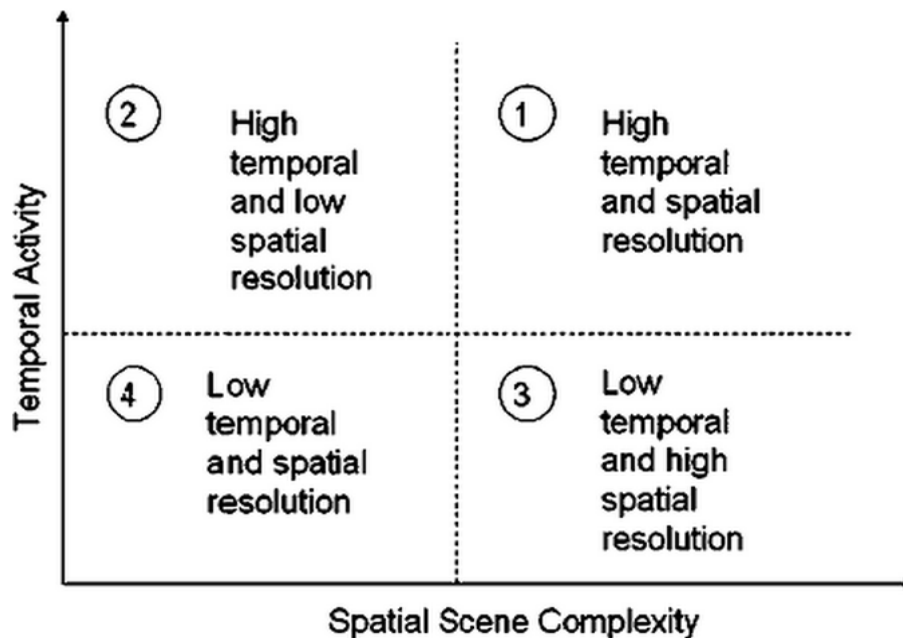 Temporal Activity
2
High
temporal
and low
spatial
resolution
1
High
temporal
and spatial
resolution
4
Low
temporal
and spatial
resolution
3
Low
temporal
and high
spatial
resolution
Spatial Scene Complexity